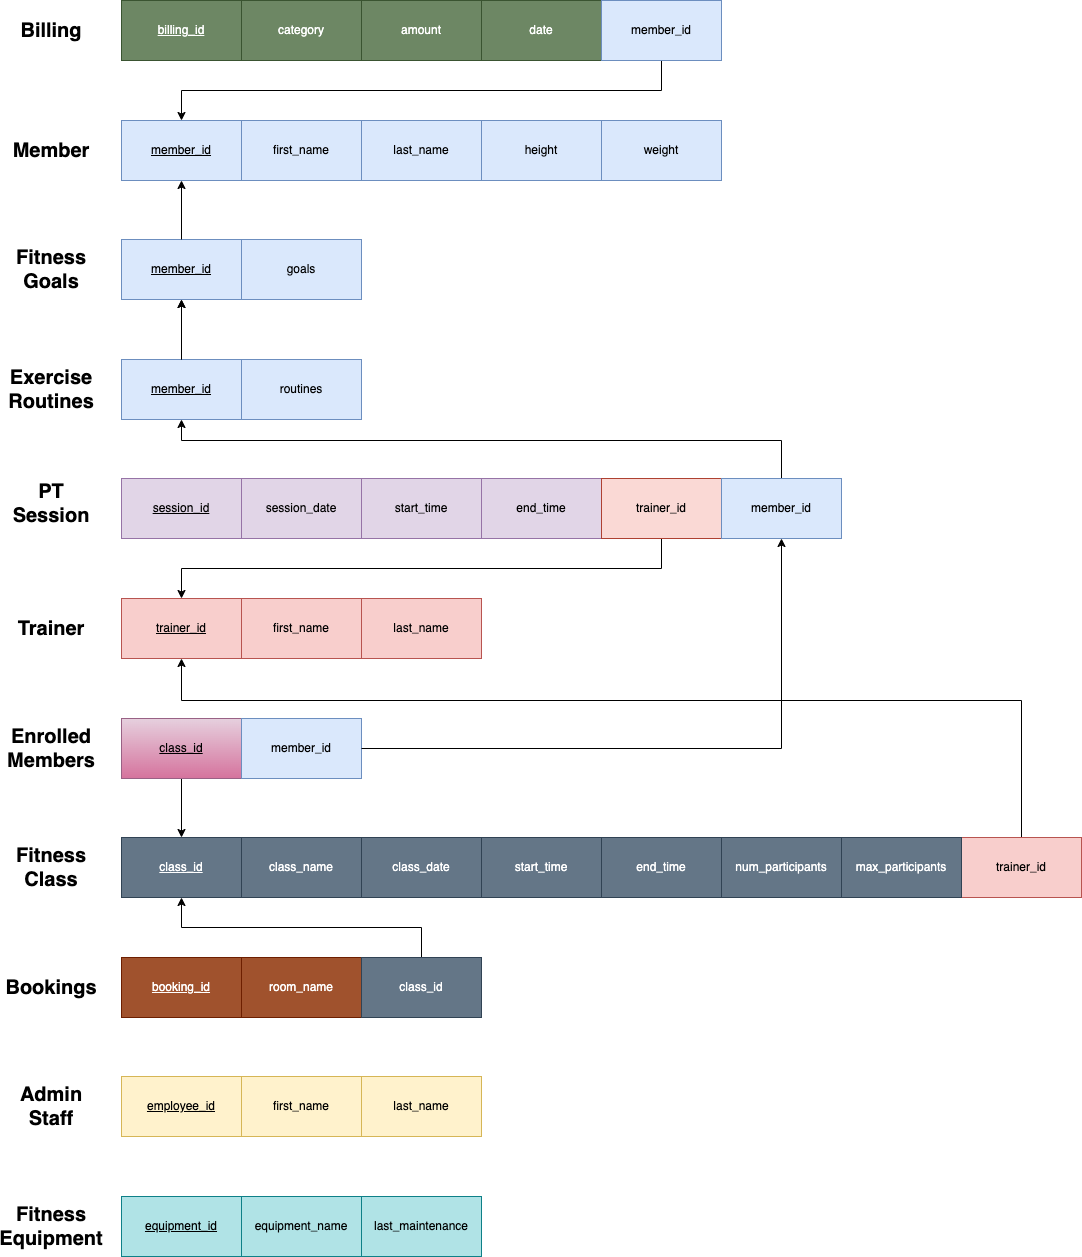 Billing
billing_id category amount date member_id
Member
member_id first_name last_name height weight
Fitness
Goals
member_id goals
Exercise
Routines
member_id routines
PT
Session
session_id session_date start_time end_time trainer_id member_id
Trainer
trainer_id first_name last_name
Enrolled
Members
class_id member_id
Fitness
Class
class_id class_name class_date start_time end_time num_participants max_participants trainer_id
Bookings
booking_id room_name class_id
Admin
Staff
employee_id first_name last_name
Fitness
Equipment
equipment_id equipment_name last_maintenance